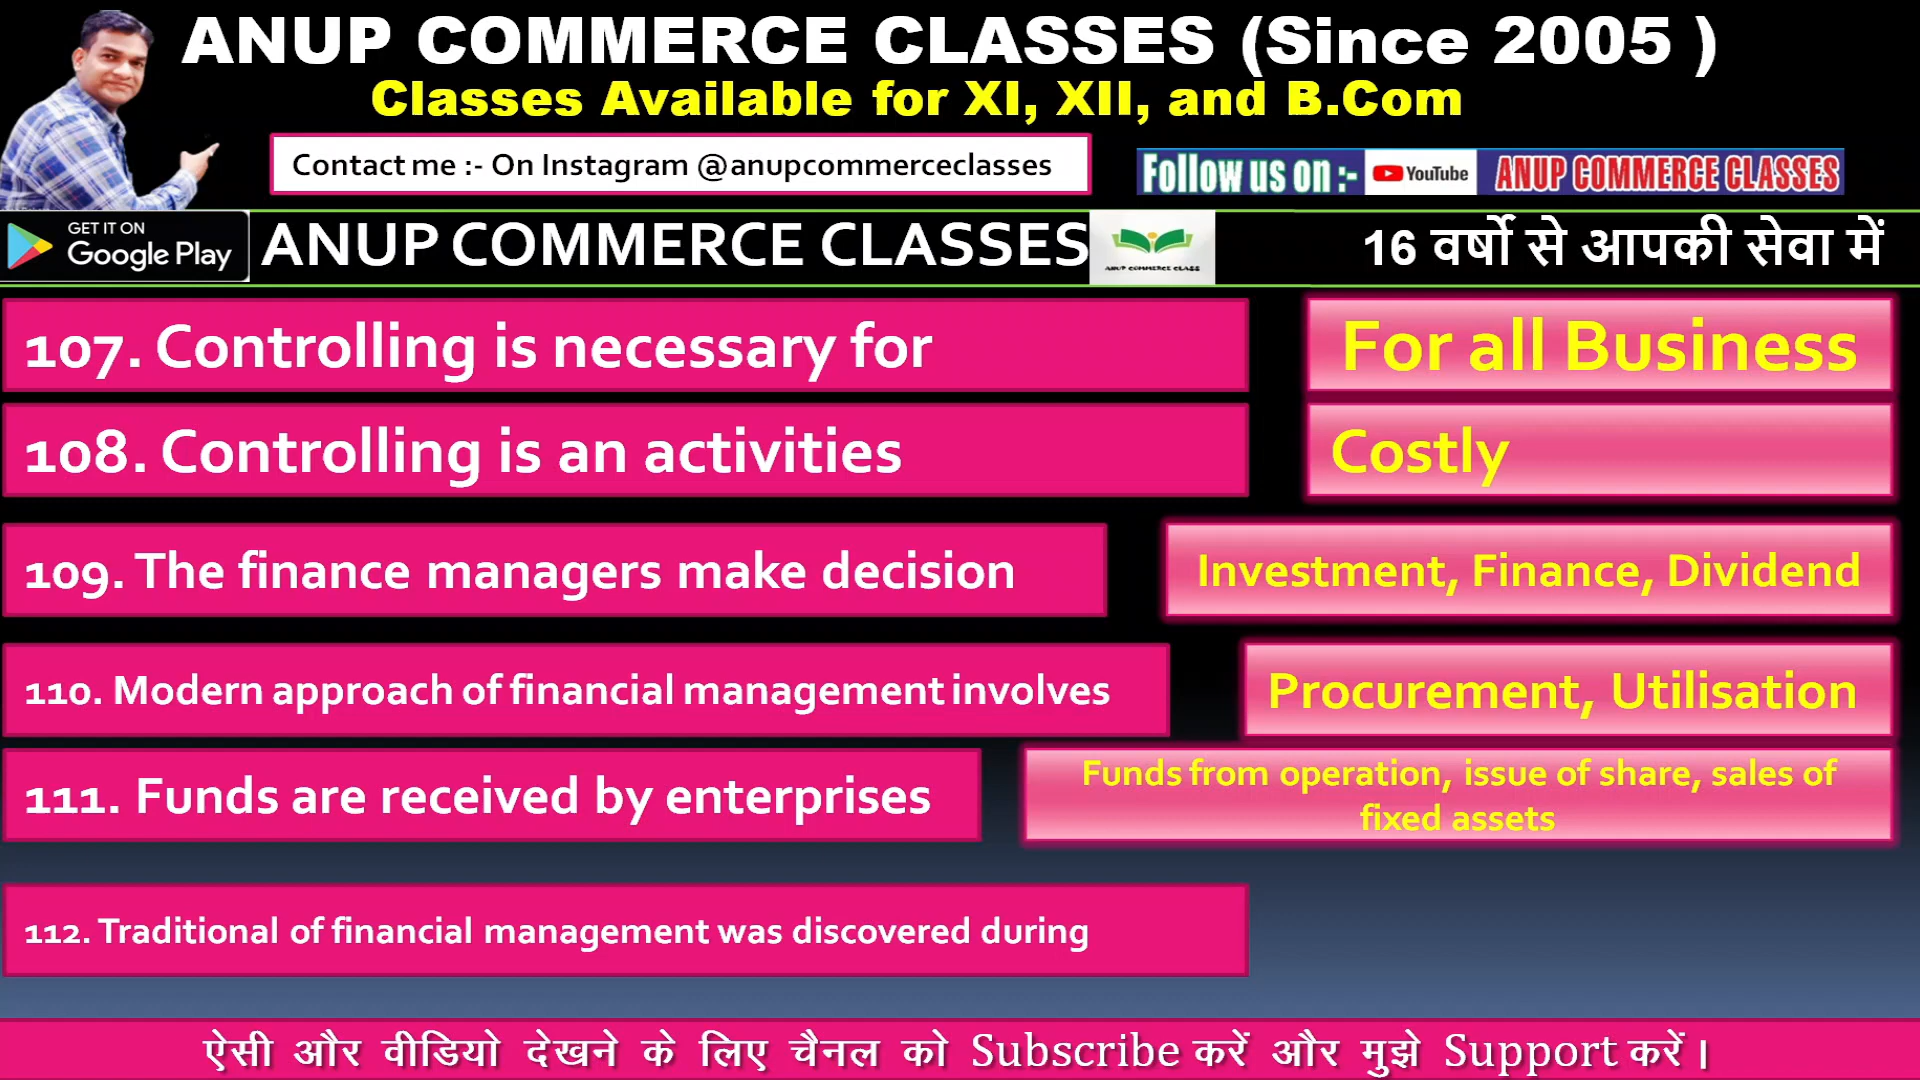 ANUP COMMERCE CLASSES (Since 2005 )
Classes Available for XI, XII, and B.Com
Contact me :- On Instagram @anupcommerceclasses
Follow us on :- YouTube ANUP COMMERCE CLASSES
GET IT ON
Google Play
ANUP COMMERCE CLASSES
ANUP COMMERCE CLASS
16 वर्षो से आपकी सेवा में
107. Controlling is necessary for
For all Business
108. Controlling is an activities
Costly
109. The finance managers make decision
Investment, Finance, Dividend
110. Modern approach of financial management involves
Procurement, Utilisation
111. Funds are received by enterprises
Funds from operation, issue of share, sales of
fixed assets
112. Traditional of financial management was discovered during
ऐसी और वीडियो देखने के लिए चैनल को Subscribe करें और मुझे Support करें ।